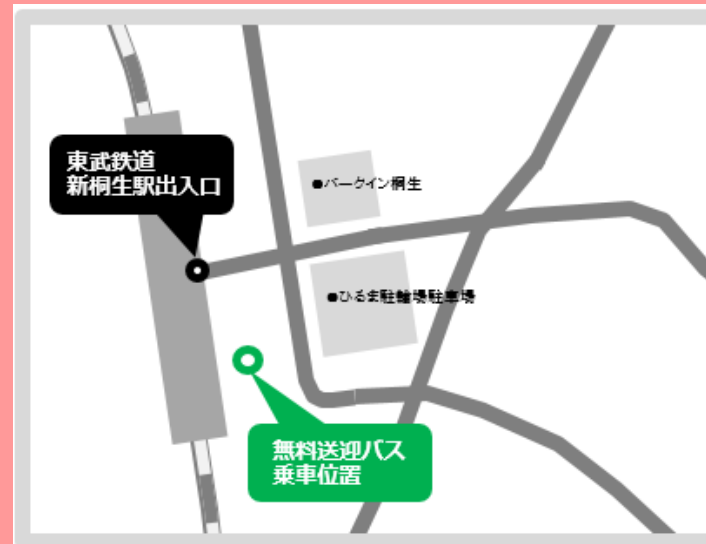 東武鉄道
新桐生駅出入口
●パークイン桐生
●ひるま駐輪場駐車場
無料送迎バス
乗車位置